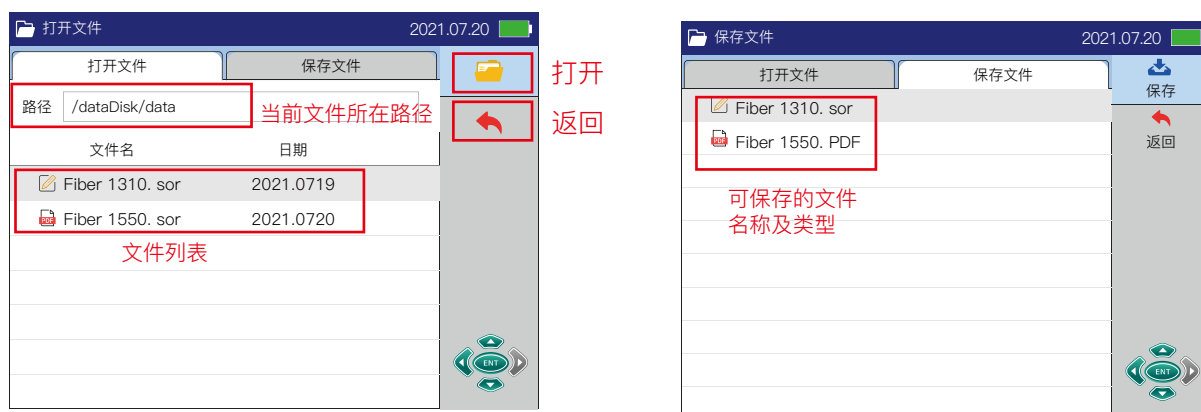 打开文件 2021.07.20
打开文件 保存文件
路径 /dataDisk/data
当前文件所在路径
打开
返回
文件名 日期
Fiber 1310. sor 2021.0719
PDF Fiber 1550. sor 2021.0720
文件列表
ENT
保存文件 2021.07.20
打开文件 保存文件
保存
返回
Fiber 1310. sor
PDF Fiber 1550. PDF
可保存的文件
名称及类型
ENT